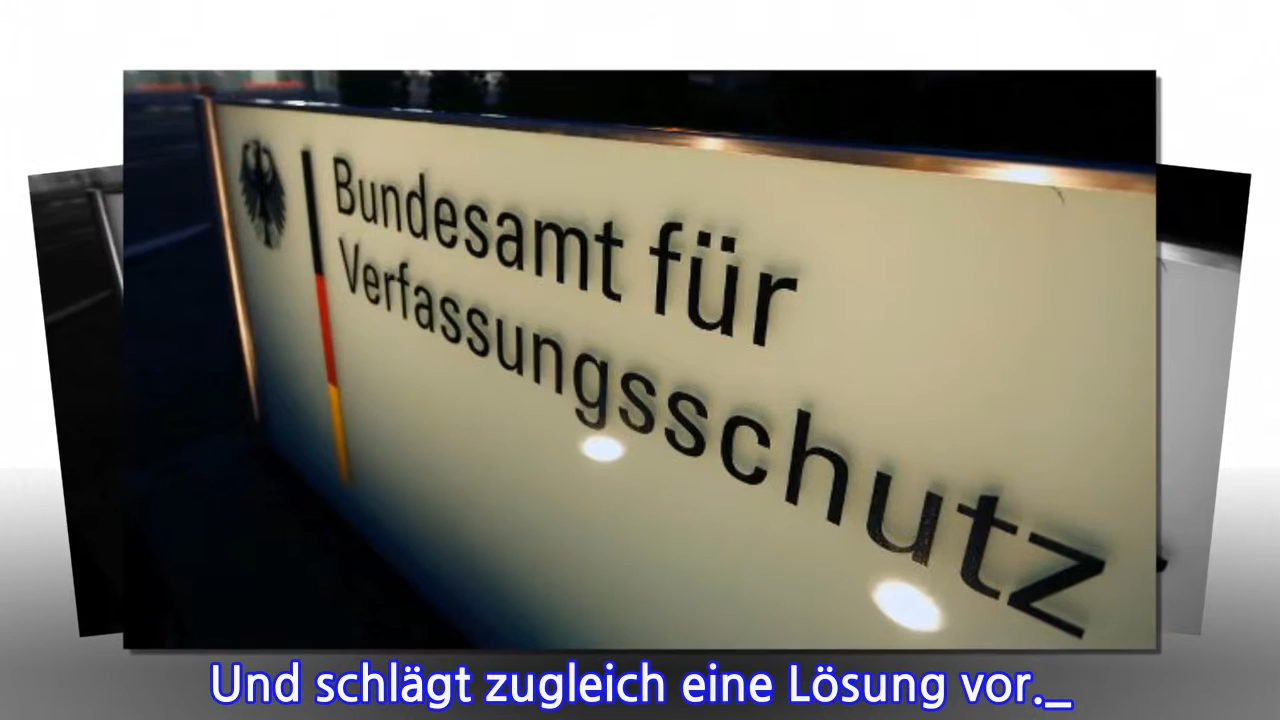 Bundesamt für
Verfassungsschutz
Und schlägt zugleich eine Lösung vor._